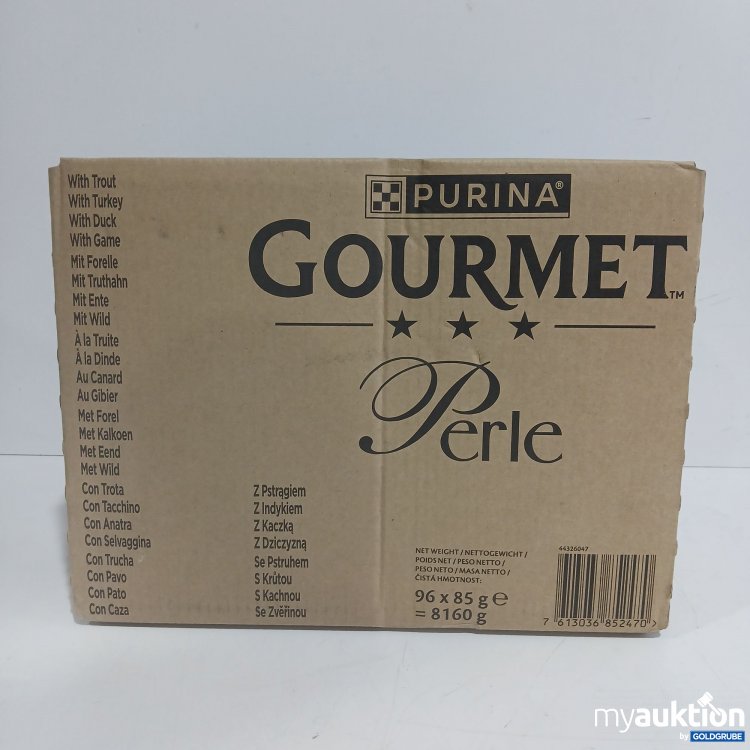 With Trout
With Turkey
With Duck
With Game
Mit Forelle
Mit Truthahn
Mit Ente
Mit Wild
À la Truite
À la Dinde
Au Canard
Au Gibier
Met Forel
Met Kalkoen
Met Eend
Met Wild
Con Trota
Con Tacchino
Con Anatra
Con Selvaggina
Con Trucha
Con Pavo
Con Pato
Con Caza
Z Pstrągiem
Z Indykiem
Z Kaczką
Z Dziczyzną
Se Pstruhem
S Krůtou
S Kachnou
Se Zvěřinou
PURINA®
GOURMET™
Perle
NET WEIGHT / NETTOGEWICHT /
POIDS NET / PESO NETTO /
PESO NETO / MASA NETTO /
ČISTÁ HMOTNOST:
96 x 85 g e
= 8160 g
44326047
7 613036 852470 >
myauktion
by GOLDGRUBE